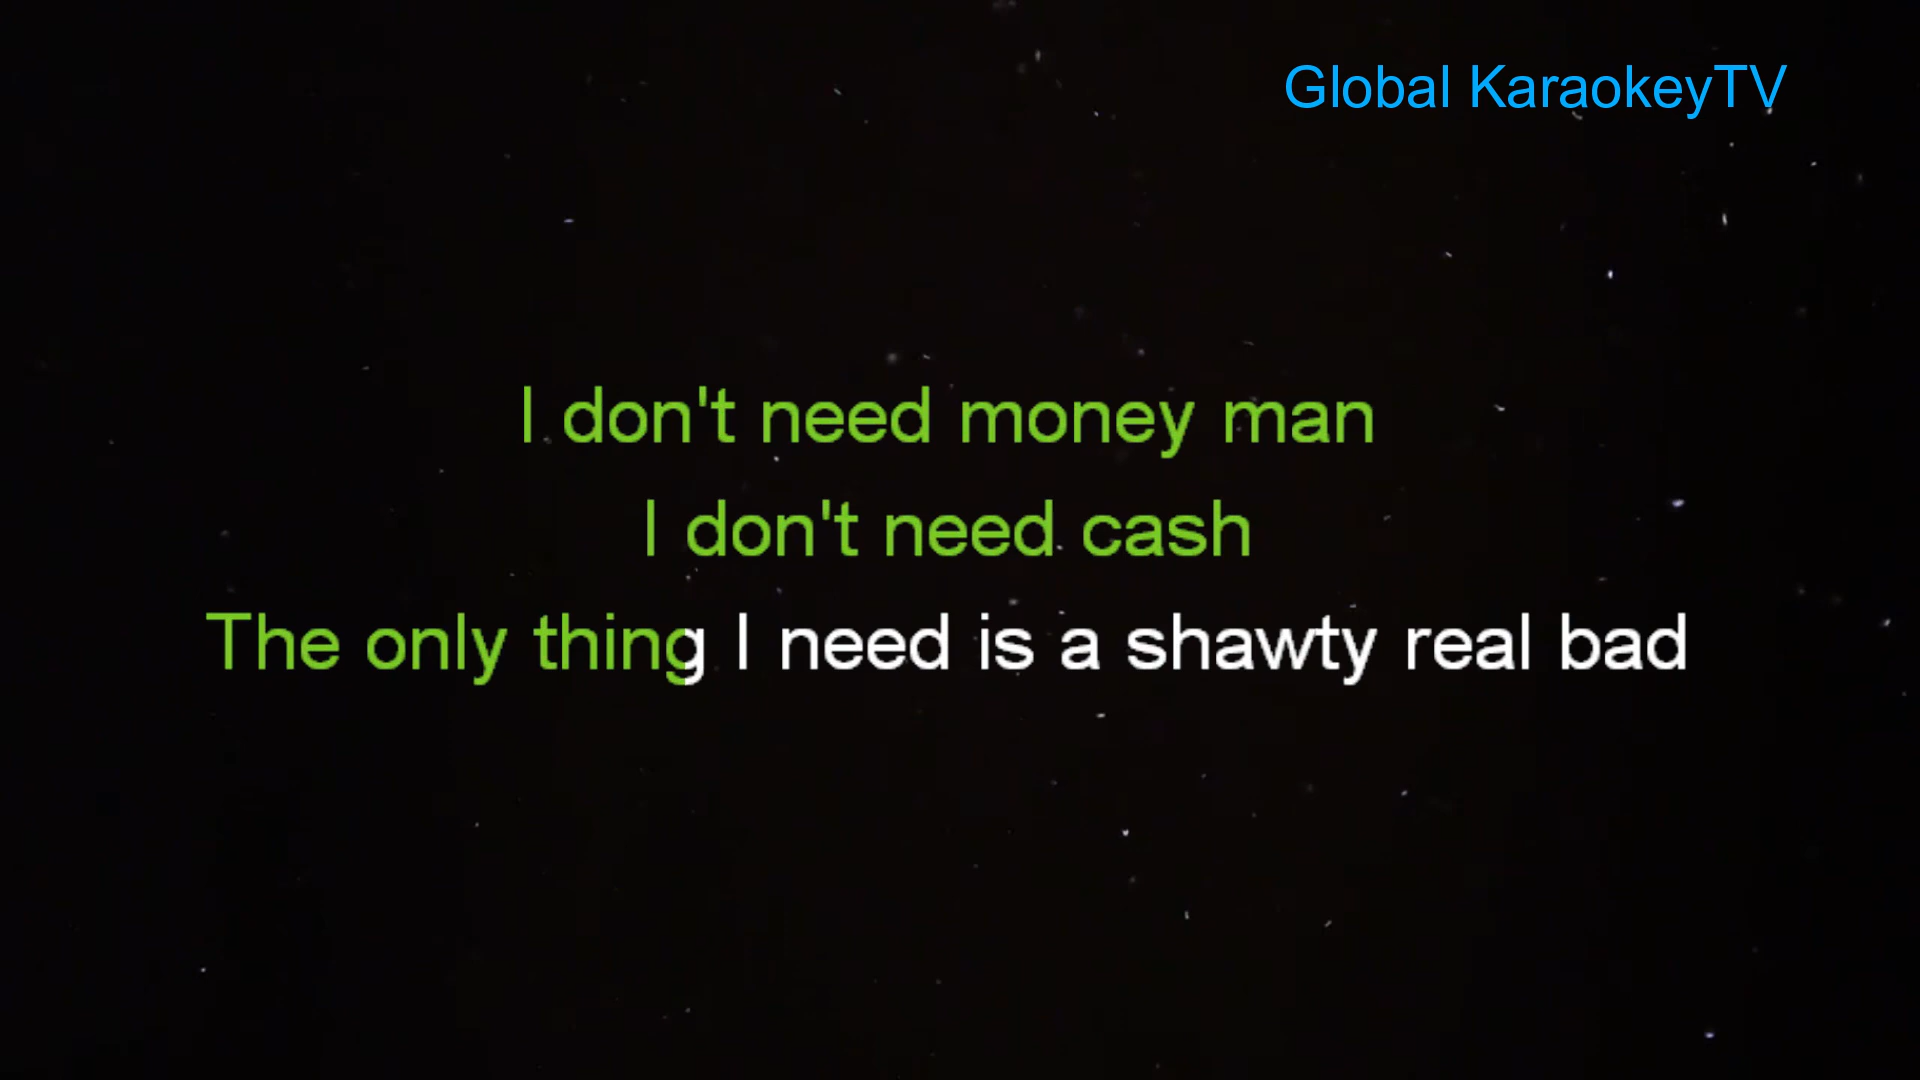 Global KaraokeyTV
I don't need money man
I don't need cash
The only thing I need is a shawty real bad